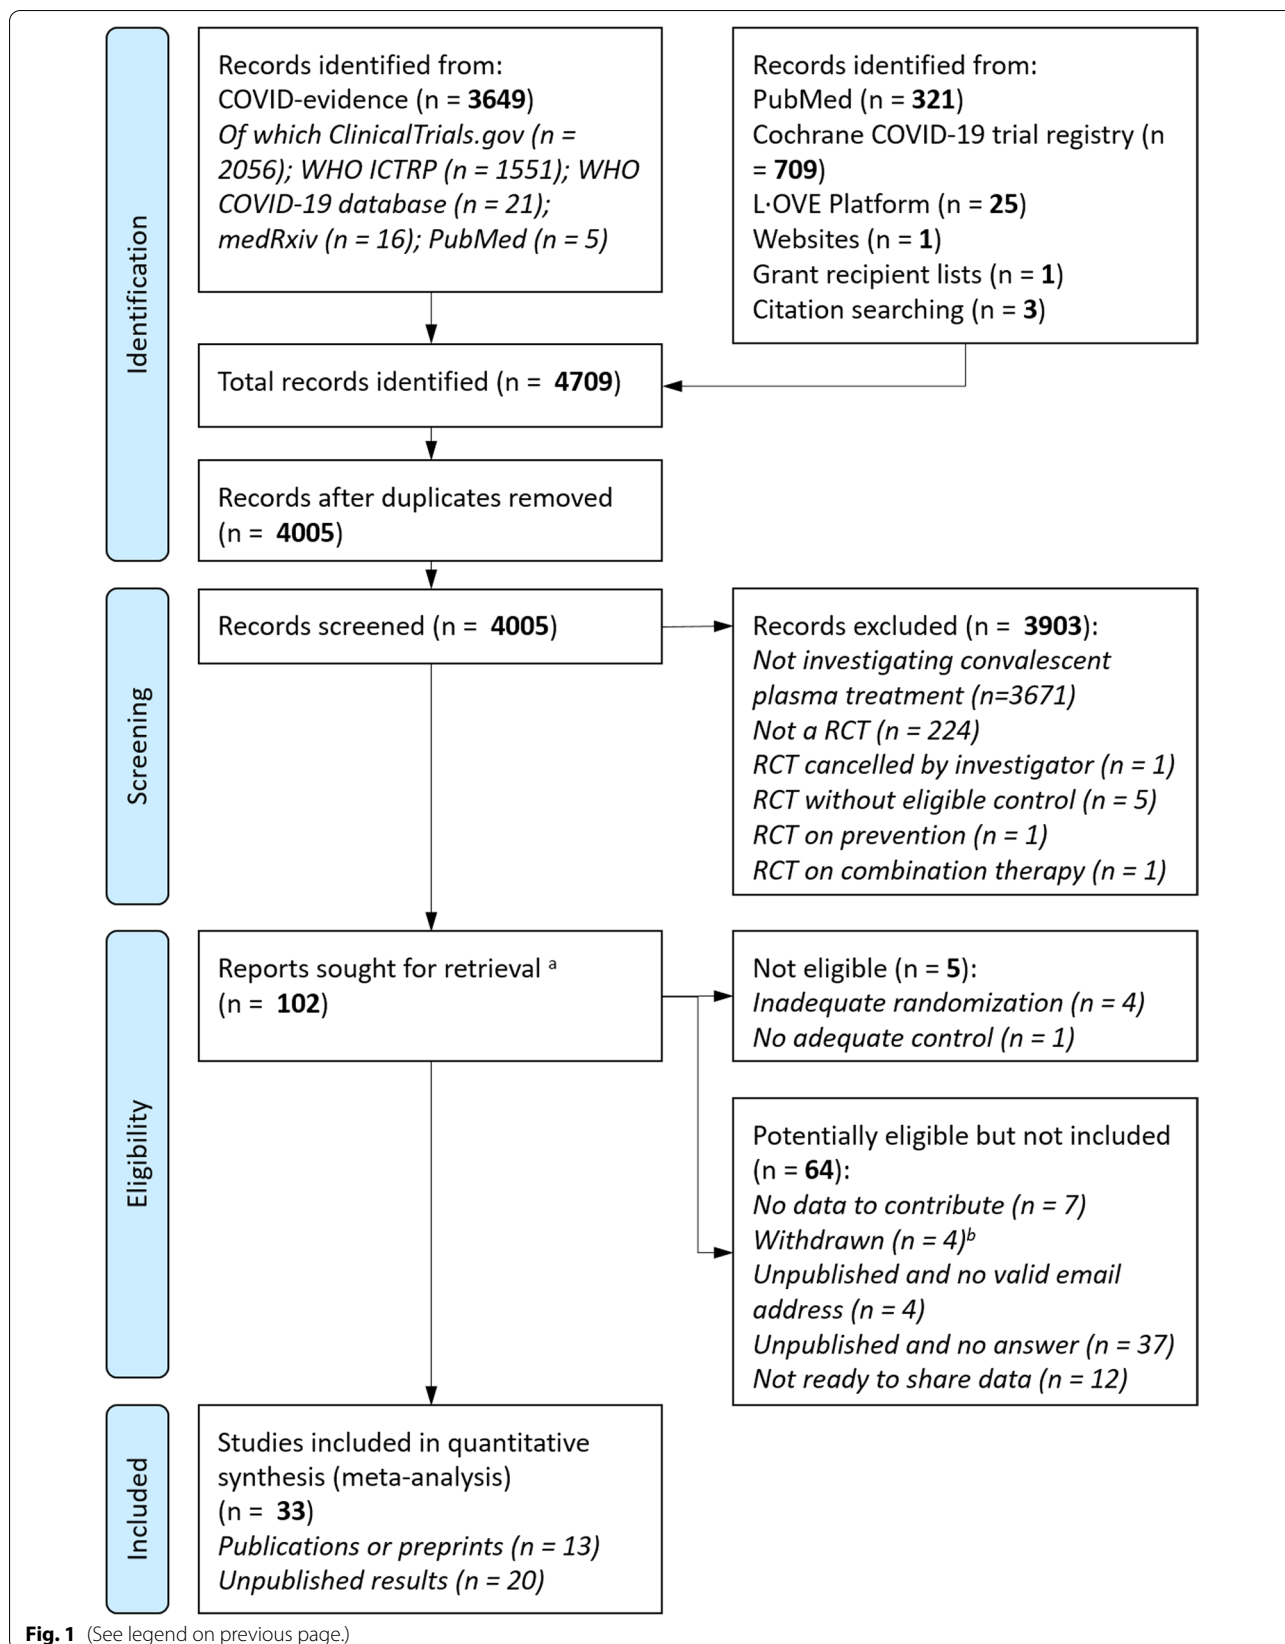 Identification
Records identified from:
COVID-evidence (n = 3649)
Of which ClinicalTrials.gov (n =
2056); WHO ICTRP (n = 1551); WHO
COVID-19 database (n = 21);
medRxiv (n = 16); PubMed (n = 5)
Records identified from:
PubMed (n = 321)
Cochrane COVID-19 trial registry (n
= 709)
L·OVE Platform (n = 25)
Websites (n = 1)
Grant recipient lists (n = 1)
Citation searching (n = 3)
Total records identified (n = 4709)
Records after duplicates removed
(n = 4005)
Screening
Records screened (n = 4005)
Records excluded (n = 3903):
Not investigating convalescent
plasma treatment (n=3671)
Not a RCT (n = 224)
RCT cancelled by investigator (n = 1)
RCT without eligible control (n = 5)
RCT on prevention (n = 1)
RCT on combination therapy (n = 1)
Eligibility
Reports sought for retrieval a
(n = 102)
Not eligible (n = 5):
Inadequate randomization (n = 4)
No adequate control (n = 1)
Potentially eligible but not included
(n = 64):
No data to contribute (n = 7)
Withdrawn (n = 4)b
Unpublished and no valid email
address (n = 4)
Unpublished and no answer (n = 37)
Not ready to share data (n = 12)
Included
Studies included in quantitative
synthesis (meta-analysis)
(n = 33)
Publications or preprints (n = 13)
Unpublished results (n = 20)
Fig. 1 (See legend on previous page.)